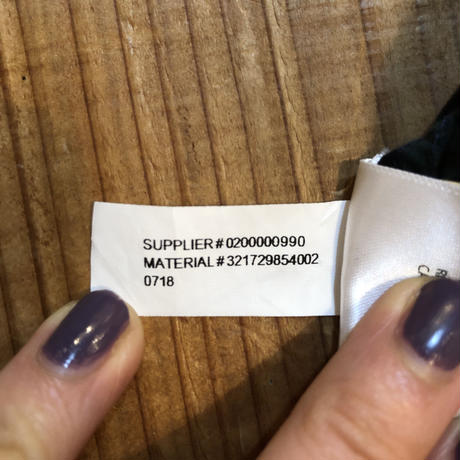 SUPPLIER # 0200000990
MATERIAL # 321729854002
0718